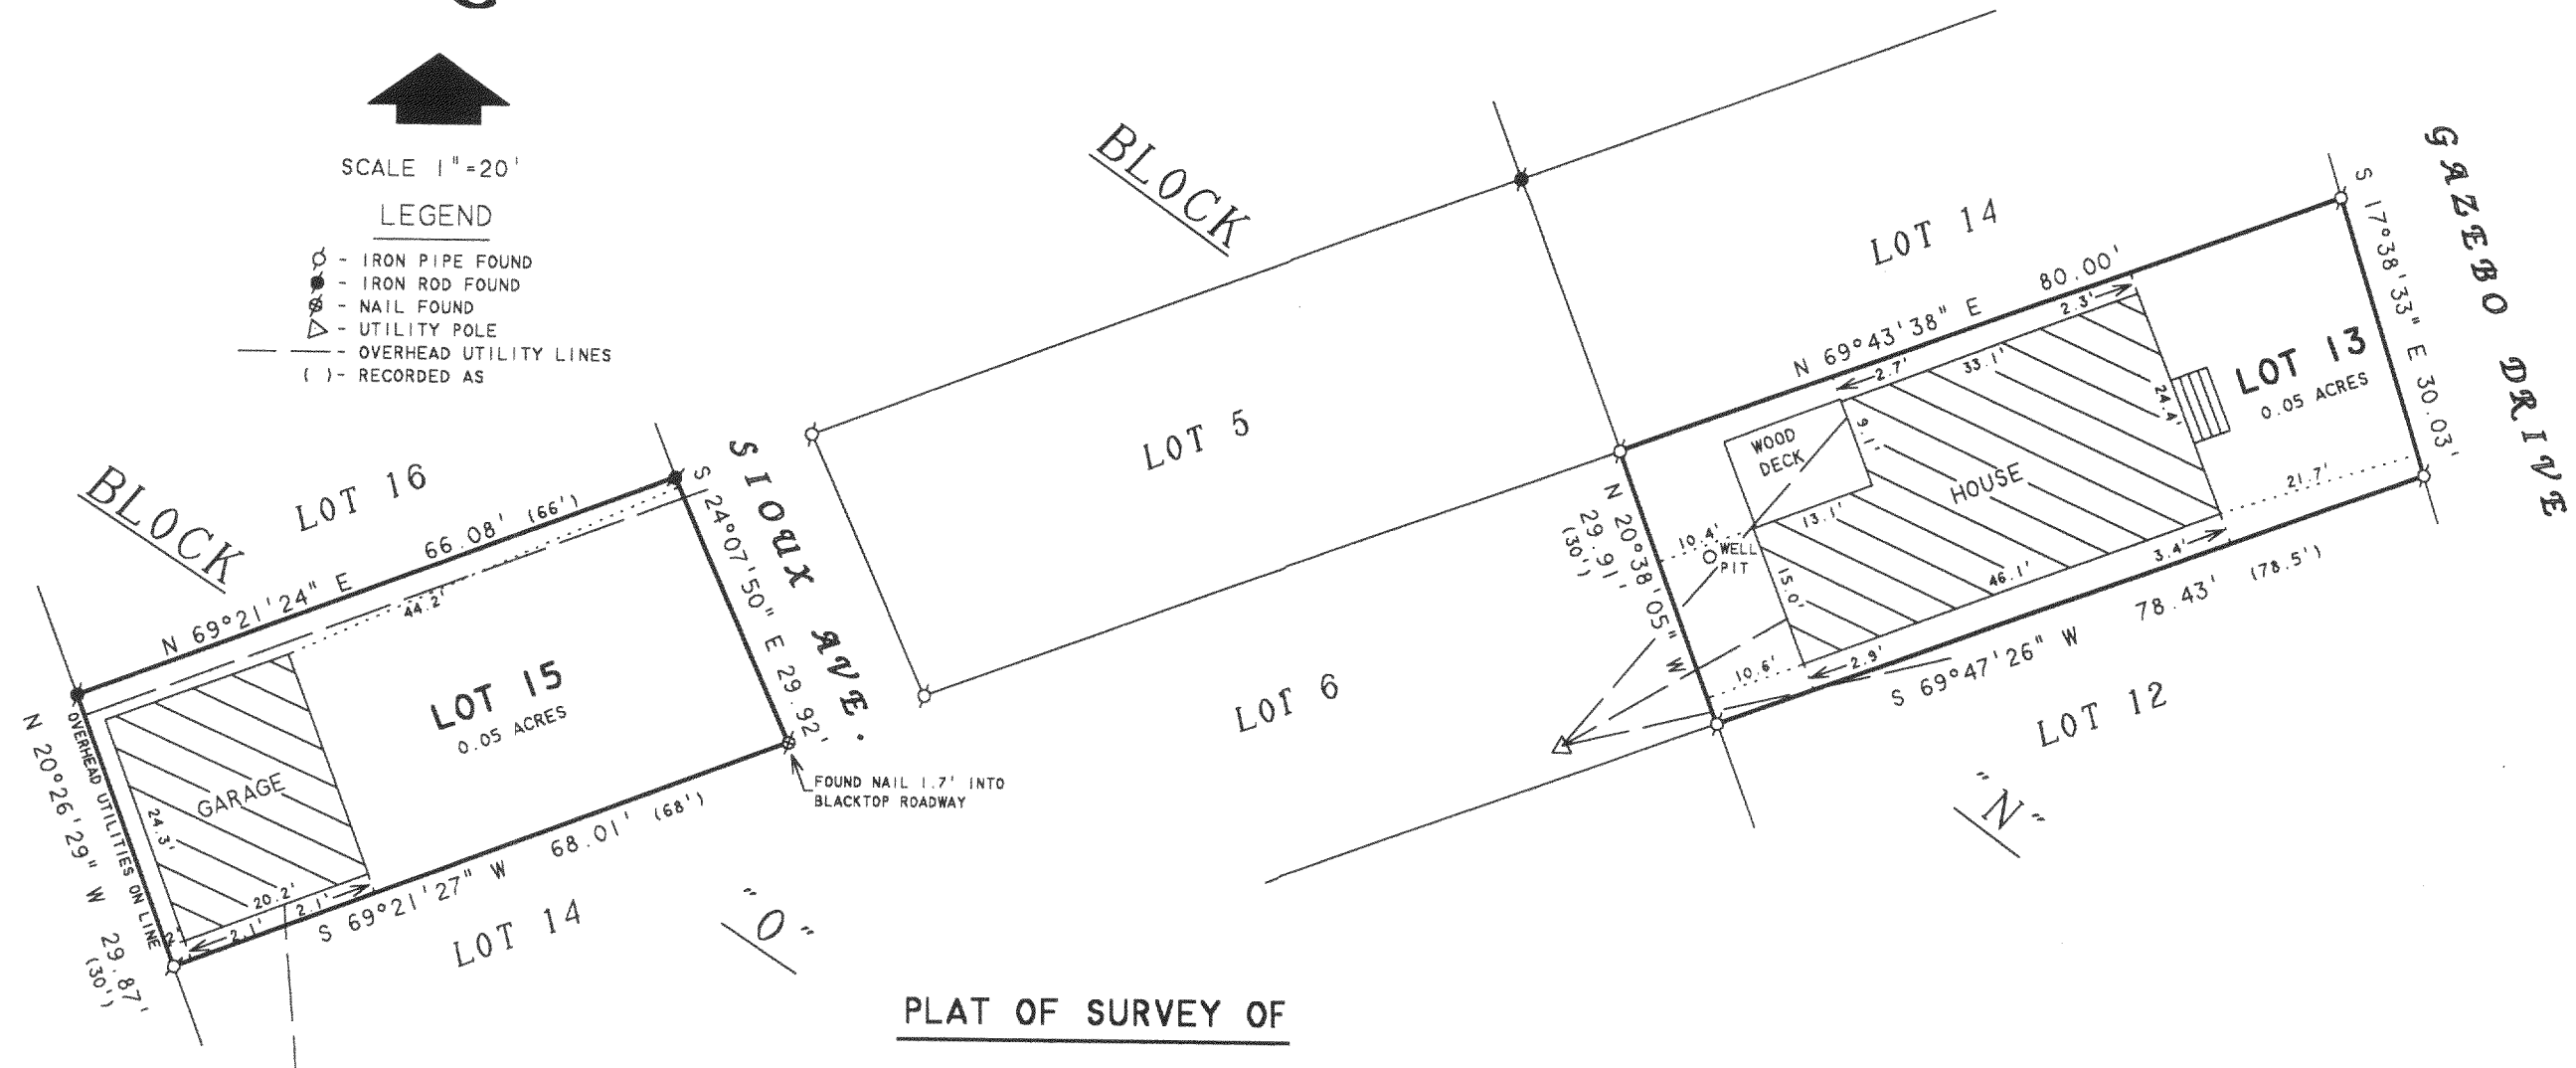 SCALE 1"=20'
LEGEND
- IRON PIPE FOUND
- IRON ROD FOUND
- NAIL FOUND
- UTILITY POLE
- OVERHEAD UTILITY LINES
( )- RECORDED AS
BLOCK
LOT 16
N 69°21'24" E 66.08' (66')
44.2'
S 24°07'50" E 29.92'
SIOUX AVE.
LOT 15
0.05 ACRES
GARAGE
24.3'
20.2'
2.1'
2.1'
2'
OVERHEAD UTILITIES ON LINE
N 20°26'29" W 29.87'
(30')
S 69°21'27" W 68.01' (68')
LOT 14
FOUND NAIL 1.7' INTO
BLACKTOP ROADWAY
"O"
BLOCK
LOT 5
LOT 6
LOT 14
N 69°43'38" E 80.00'
2.3'
2.7'
33.1'
S 17°38'33" E 30.03'
GAZEBO DRIVE
LOT 13
0.05 ACRES
24.4'
21.7'
WOOD
DECK
9.1'
HOUSE
13.1'
10.4'
WELL
PIT
15.0'
46.1'
3.4'
2.9'
10.6'
N 20°38'05" W
29.91'
(30')
S 69°47'26" W 78.43' (78.5')
LOT 12
"N"
PLAT OF SURVEY OF